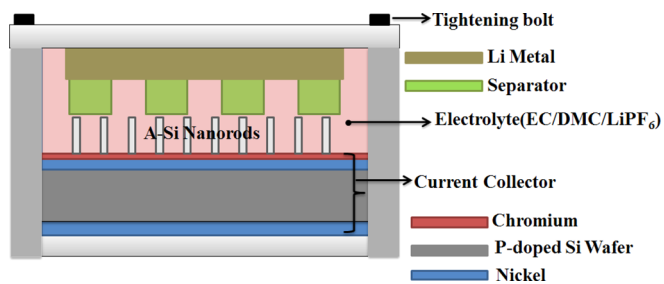 Tightening bolt
Li Metal
Separator
A-Si Nanorods
Electrolyte(EC/DMC/LiPF6)
Current Collector
Chromium
P-doped Si Wafer
Nickel